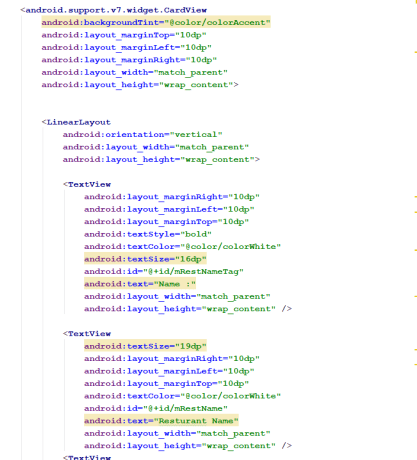 <android.support.v7.widget.CardView
android:backgroundTint="@color/colorAccent"
android:layout_marginTop="10dp"
android:layout_marginLeft="10dp"
android:layout_marginRight="10dp"
android:layout_width="match_parent"
android:layout_height="wrap_content">
<LinearLayout
android:orientation="vertical"
android:layout_width="match_parent"
android:layout_height="wrap_content">
<TextView
android:layout_marginRight="10dp"
android:layout_marginLeft="10dp"
android:layout_marginTop="10dp"
android:textStyle="bold"
android:textColor="@color/colorWhite"
android:textSize="16dp"
android:id="@+id/mRestNameTag"
android:text="Name :"
android:layout_width="match_parent"
android:layout_height="wrap_content" />
<TextView
android:textSize="19dp"
android:layout_marginRight="10dp"
android:layout_marginLeft="10dp"
android:layout_marginTop="10dp"
android:textColor="@color/colorWhite"
android:id="@+id/mRestName"
android:text="Resturant Name"
android:layout_width="match_parent"
android:layout_height="wrap_content" />
<TextView